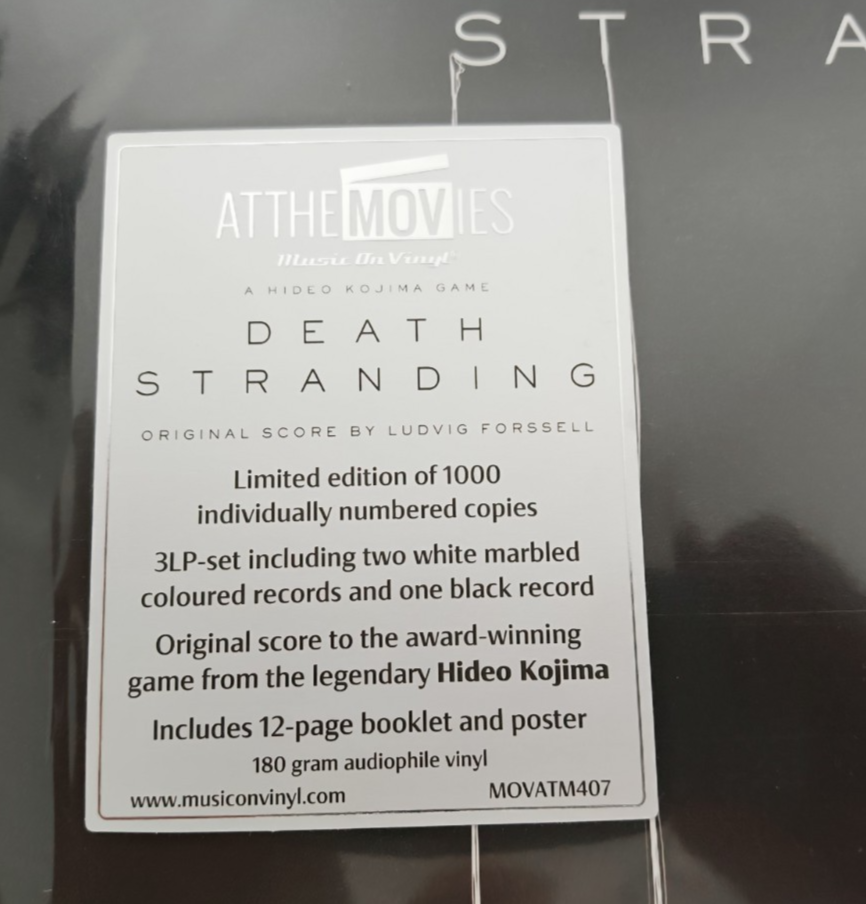 STRA
ATTHEMOVIES
Music On Vinyl
A HIDEO KOJIMA GAME
DEATH
STRANDING
ORIGINAL SCORE BY LUDVIG FORSSELL
Limited edition of 1000
individually numbered copies
3LP-set including two white marbled
coloured records and one black record
Original score to the award-winning
game from the legendary Hideo Kojima
Includes 12-page booklet and poster
180 gram audiophile vinyl
www.musiconvinyl.com MOVATM407